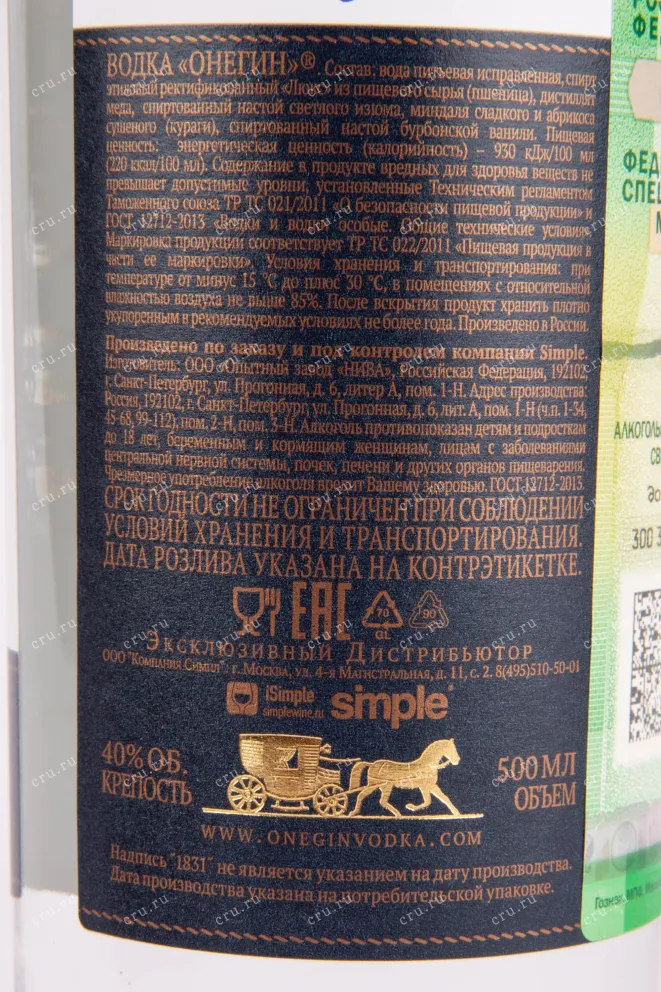 ВОДКА «ОНЕГИН»® Состав: вода питьевая исправленная, спирт
этиловый ректификованный «Люкс» из пищевого сырья (пшеница), дистиллят
меда, спиртованный настой светлого изюма, миндаля сладкого и абрикоса
сушеного (кураги), спиртованный настой бурбонской ванили. Пищевая
ценность: энергетическая ценность (калорийность) – 930 кДж/100 мл
(220 ккал/100 мл). Содержание в продукте вредных для здоровья веществ не
превышает допустимые уровни, установленные Техническим регламентом
Таможенного союза ТР ТС 021/2011 «О безопасности пищевой продукции» и
ГОСТ 12712-2013 «Водки и водки особые. Общие технические условия».
Маркировка продукции соответствует ТР ТС 022/2011 «Пищевая продукция в
части ее маркировки». Условия хранения и транспортирования: при
температуре от минус 15 °С до плюс 30 °С, в помещениях с относительной
влажностью воздуха не выше 85%. После вскрытия продукт хранить плотно
укупоренным в рекомендуемых условиях не более года. Произведено в России.
Произведено по заказу и под контролем компании Simple.
Изготовитель: ООО «Опытный завод «НИВА», Российская Федерация, 192102,
г. Санкт-Петербург, ул. Прогонная, д. 6, литер А, пом. 1-Н. Адрес производства:
Россия, 192102, г. Санкт-Петербург, ул. Прогонная, д. 6, лит. А, пом. 1-Н (ч.п. 1-34,
45-68, 99-112), пом. 2-Н, пом. 3-Н. Алкоголь противопоказан детям и подросткам
до 18 лет, беременным и кормящим женщинам, лицам с заболеваниями
центральной нервной системы, почек, печени и других органов пищеварения.
Чрезмерное употребление алкоголя вредит Вашему здоровью. ГОСТ 12712-2013.
СРОК ГОДНОСТИ НЕ ОГРАНИЧЕН ПРИ СОБЛЮДЕНИИ
УСЛОВИЙ ХРАНЕНИЯ И ТРАНСПОРТИРОВАНИЯ.
ДАТА РОЗЛИВА УКАЗАНА НА КОНТРЭТИКЕТКЕ.
EAC 70 GL 90
Эксклюзивный Дистрибьютор
ООО "Компания Симпл": г. Москва, ул. 4-я Магистральная, д. 11, с. 2. 8(495)510-50-01
iSimple
simplewine.ru simple®
40% ОБ.
КРЕПОСТЬ
500 МЛ
ОБЪЕМ
WWW.ONEGINVODKA.COM
Надпись "1831" не является указанием на дату производства.
Дата производства указана на потребительской упаковке.
ФЕД
СПЕ
АЛКОГОЛЬ
СВ
300
Гознак
cru.ru